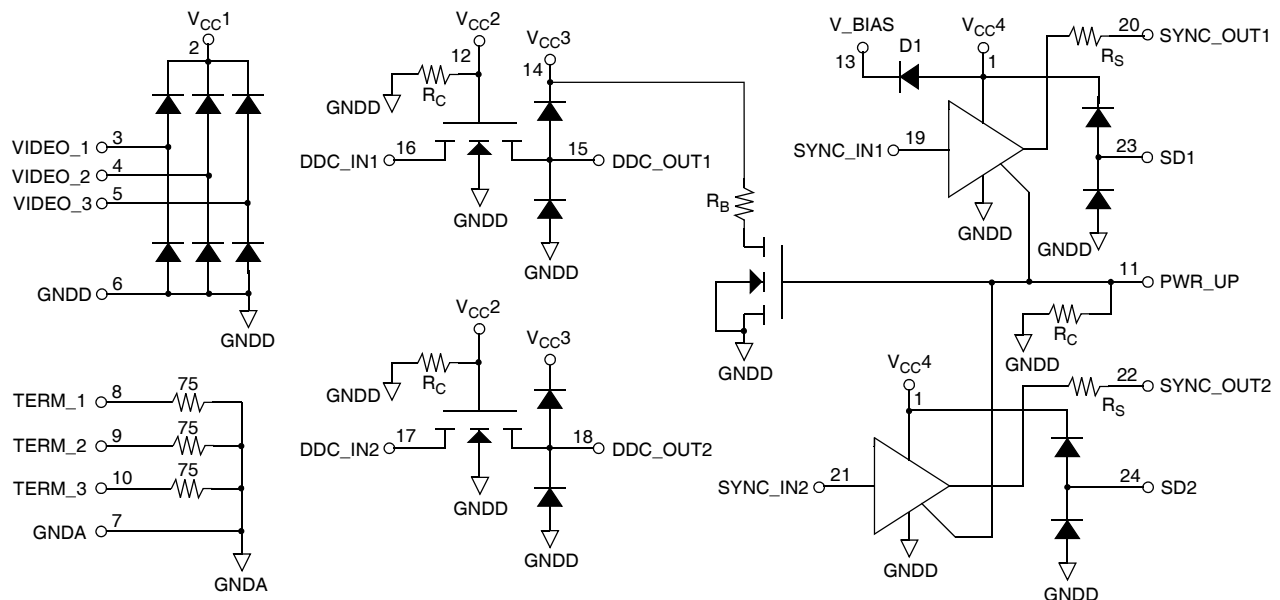 VCC1
2
VIDEO_1 3
VIDEO_2 4
VIDEO_3 5
GNDD 6
GNDD
TERM_1 8 75
TERM_2 9 75
TERM_3 10 75
GNDA 7
GNDA
VCC2
12
VCC3
14
RC
GNDD
DDC_IN1 16
15 DDC_OUT1
GNDD
GNDD
VCC2
VCC3
RC
GNDD
DDC_IN2 17
18 DDC_OUT2
GNDD
GNDD
RB
GNDD
V_BIAS
13
D1
VCC4
1
20 SYNC_OUT1
RS
SYNC_IN1 19
23 SD1
GNDD
GNDD
11 PWR_UP
RC
GNDD
VCC4
1
22 SYNC_OUT2
RS
SYNC_IN2 21
24 SD2
GNDD
GNDD